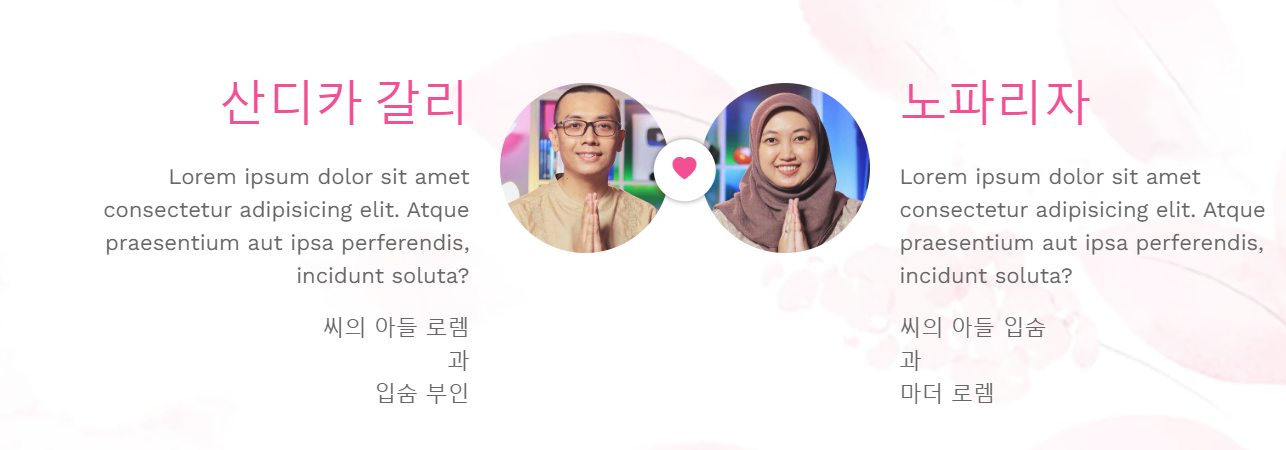 산디카 갈리
Lorem ipsum dolor sit amet
consectetur adipisicing elit. Atque
praesentium aut ipsa perferendis,
incidunt soluta?
씨의 아들 로렘
과
입숨 부인
노파리자
Lorem ipsum dolor sit amet
consectetur adipisicing elit. Atque
praesentium aut ipsa perferendis,
incidunt soluta?
씨의 아들 입숨
과
마더 로렘